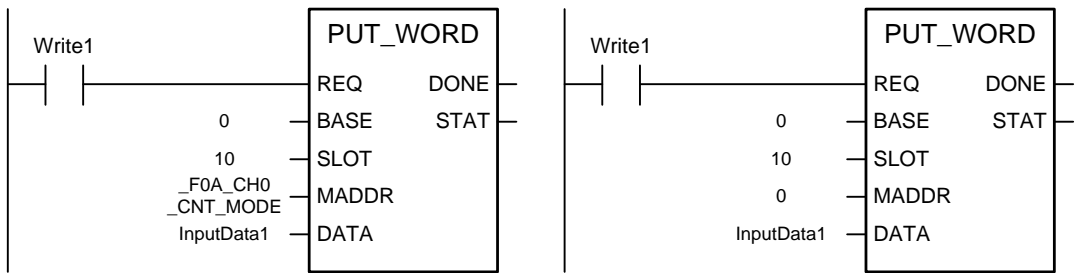 PUT_WORD
Write1
REQ DONE
0 BASE STAT
10 SLOT
_F0A_CH0
_CNT_MODE MADDR
InputData1 DATA
PUT_WORD
Write1
REQ DONE
0 BASE STAT
10 SLOT
0 MADDR
InputData1 DATA